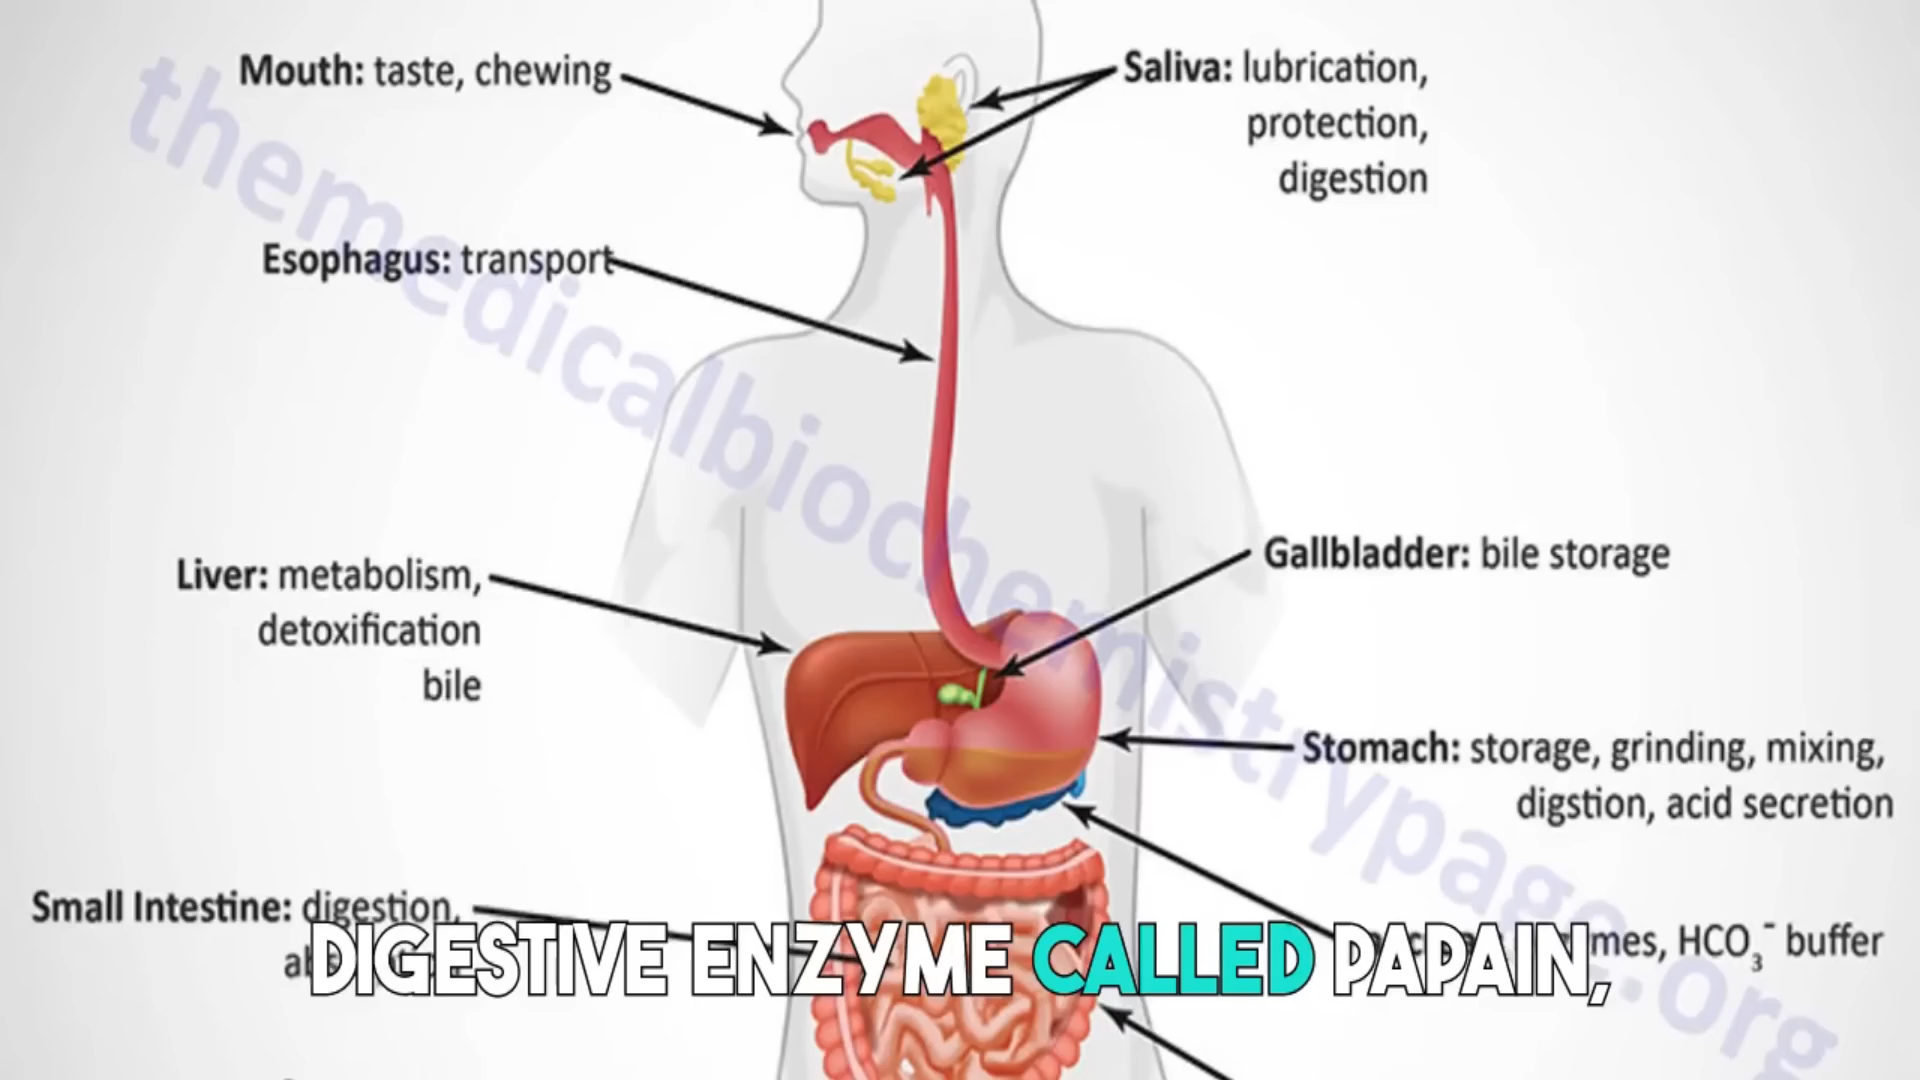 Mouth: taste, chewing
Saliva: lubrication,
protection,
digestion
Esophagus: transport
Gallbladder: bile storage
Liver: metabolism,
detoxification
bile
Stomach: storage, grinding, mixing,
digstion, acid secretion
Small Intestine: digestion,
HCO3- buffer
DIGESTIVE ENZYME CALLED PAPAIN,
themedicalbiochemistrypage.org